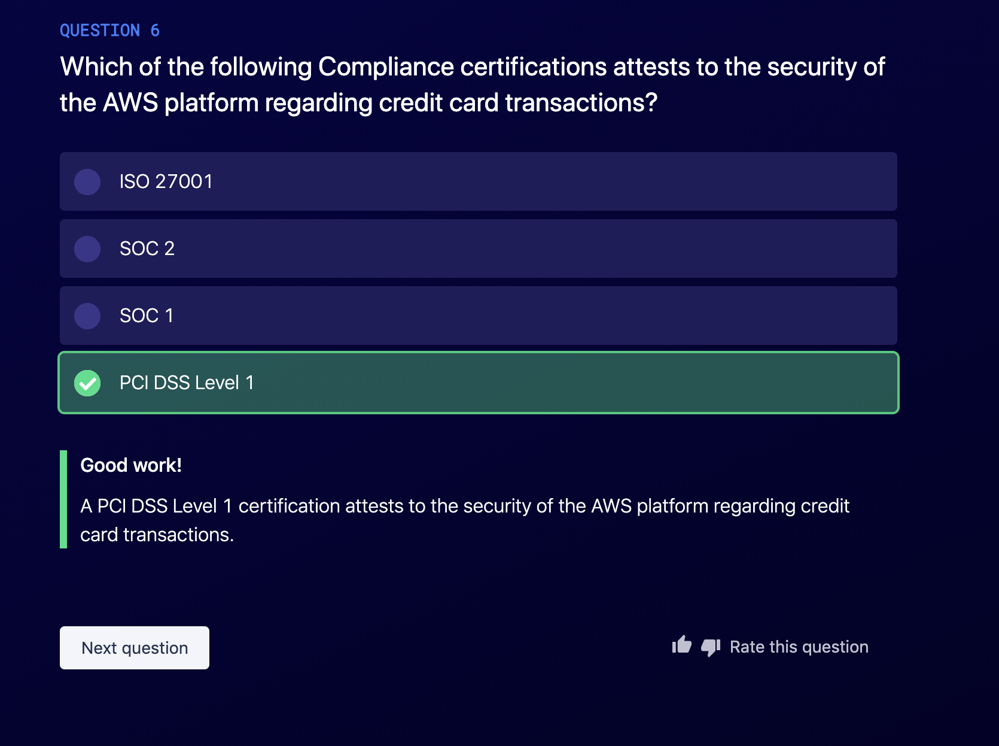 QUESTION 6
Which of the following Compliance certifications attests to the security of
the AWS platform regarding credit card transactions?
ISO 27001
SOC 2
SOC 1
PCI DSS Level 1
Good work!
A PCI DSS Level 1 certification attests to the security of the AWS platform regarding credit
card transactions.
Next question
Rate this question